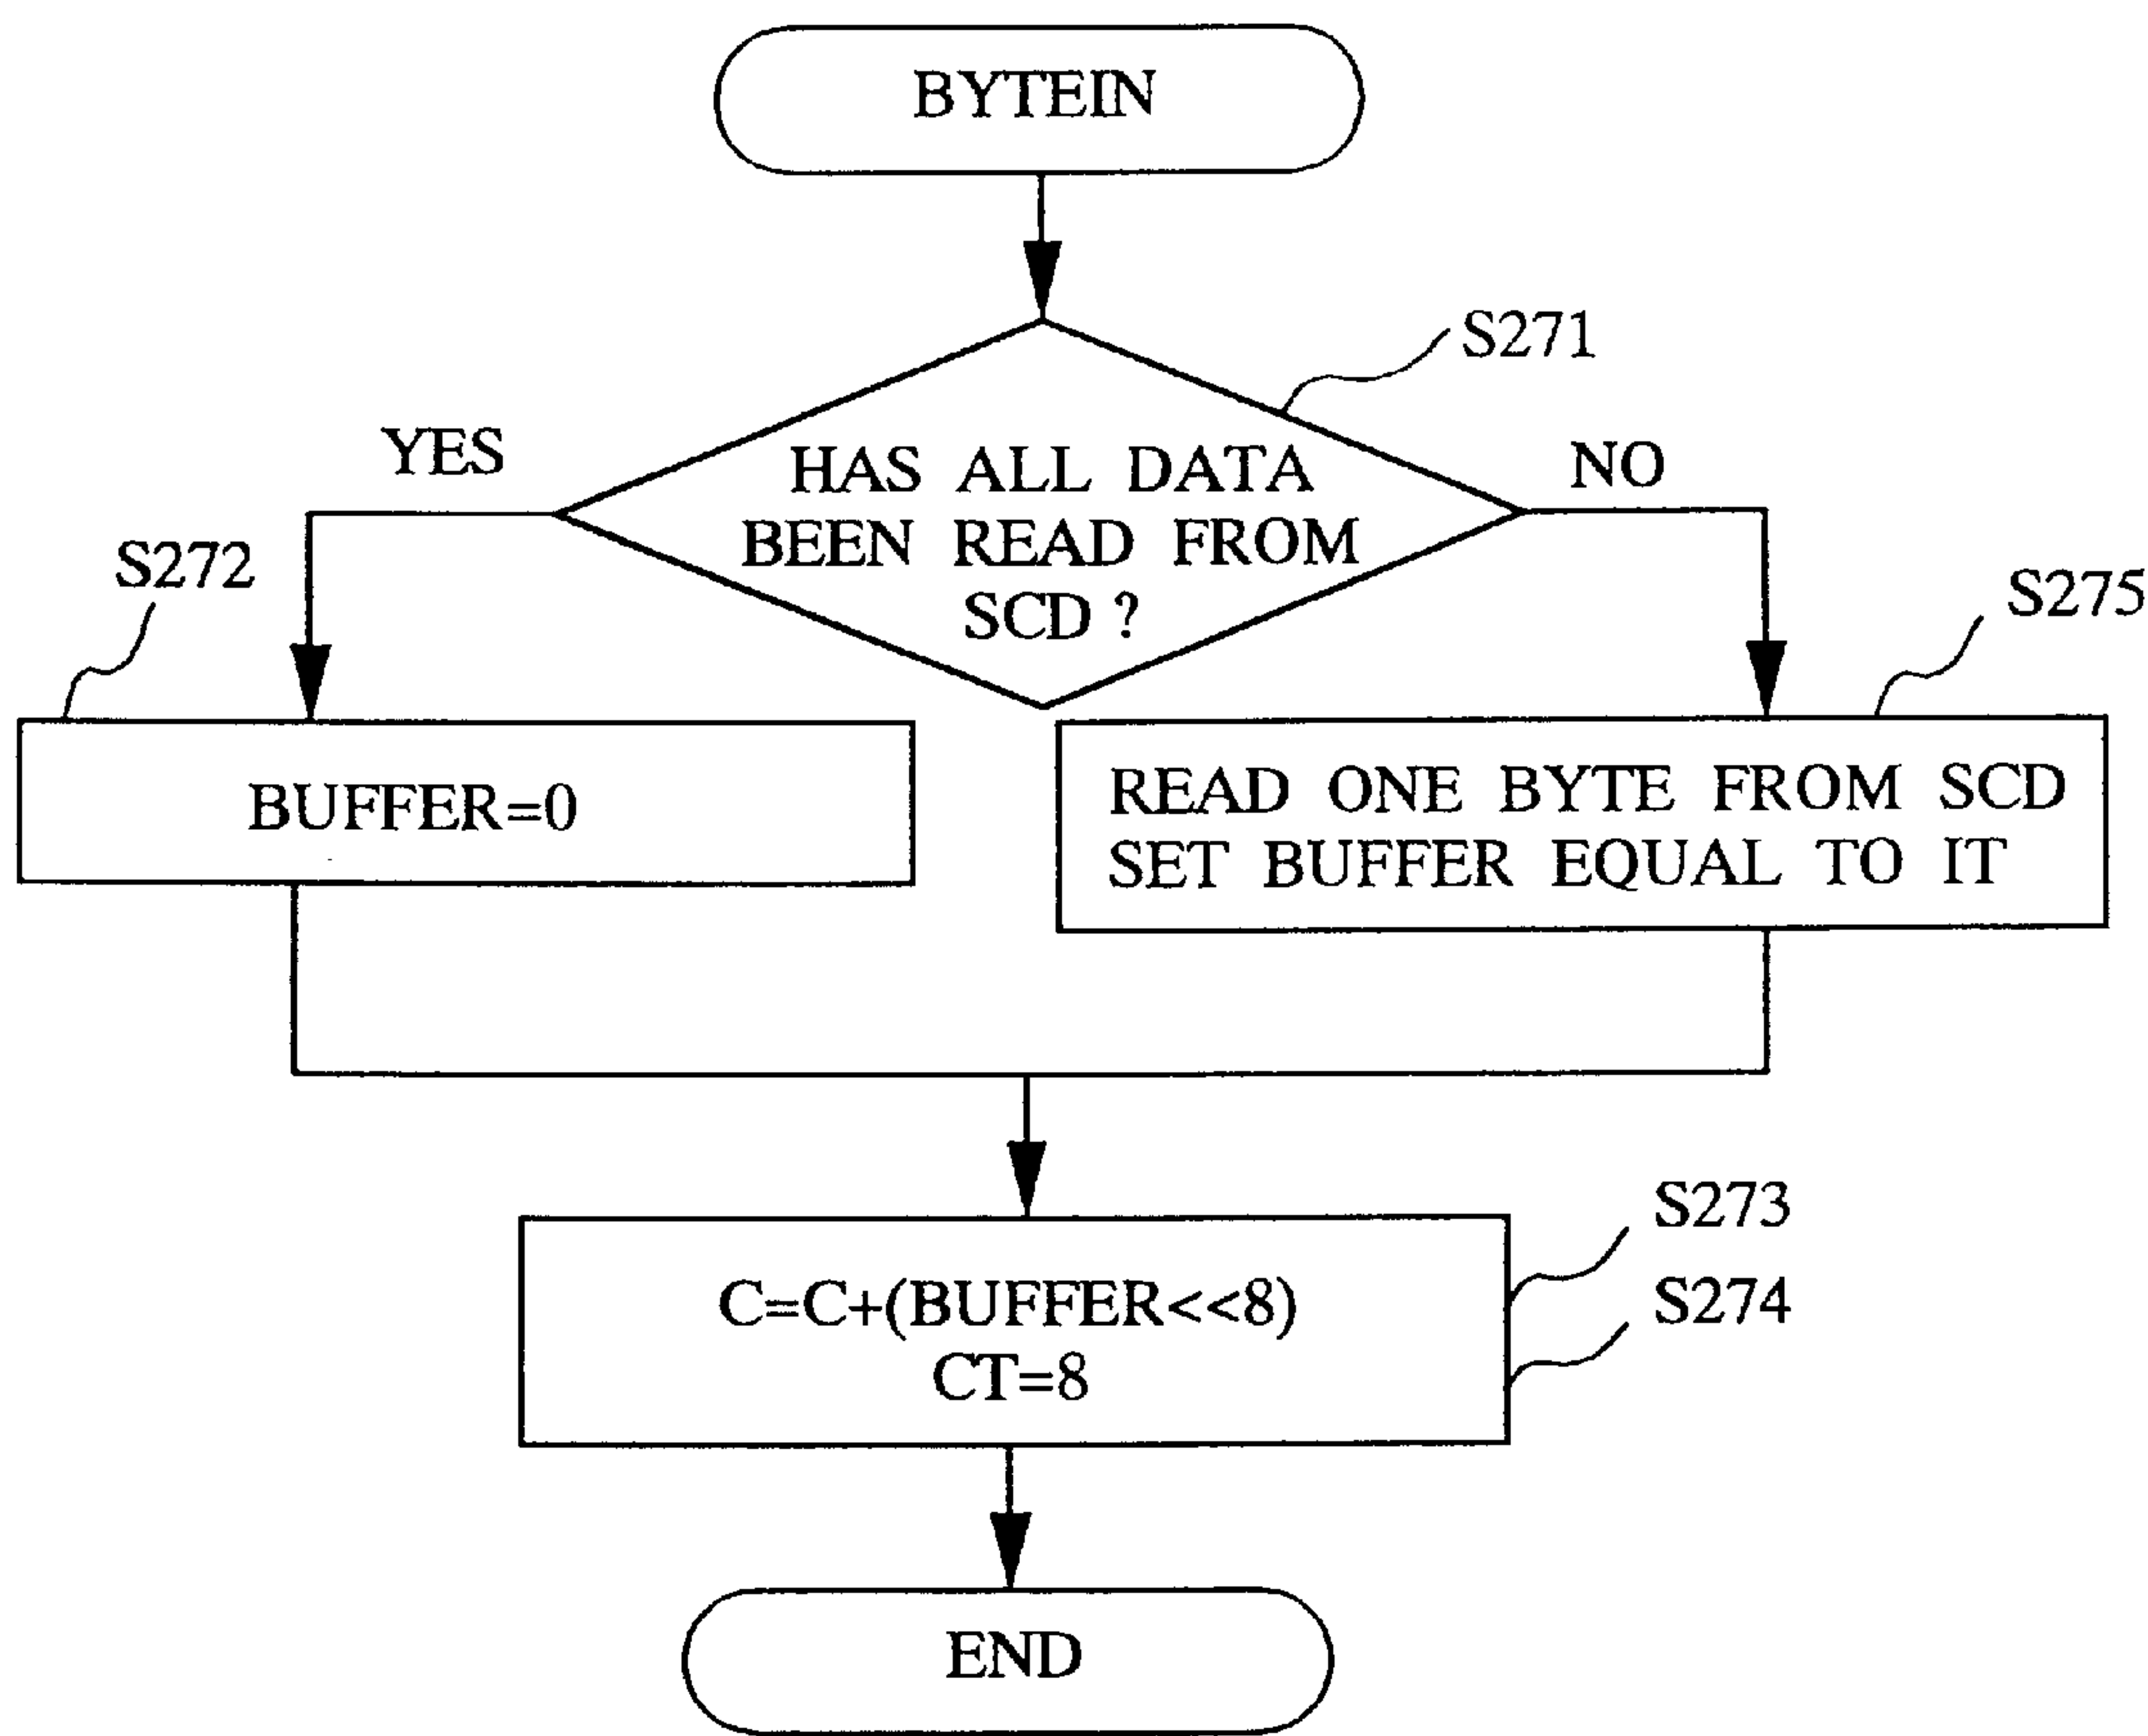 BYTEIN
S271
YES
HAS ALL DATA
NO
BEEN READ FROM
SCD ?
S272
S275
BUFFER=0
READ ONE BYTE FROM SCD
SET BUFFER EQUAL TO IT
S273
C=C+(BUFFER<<8)
S274
CT=8
END